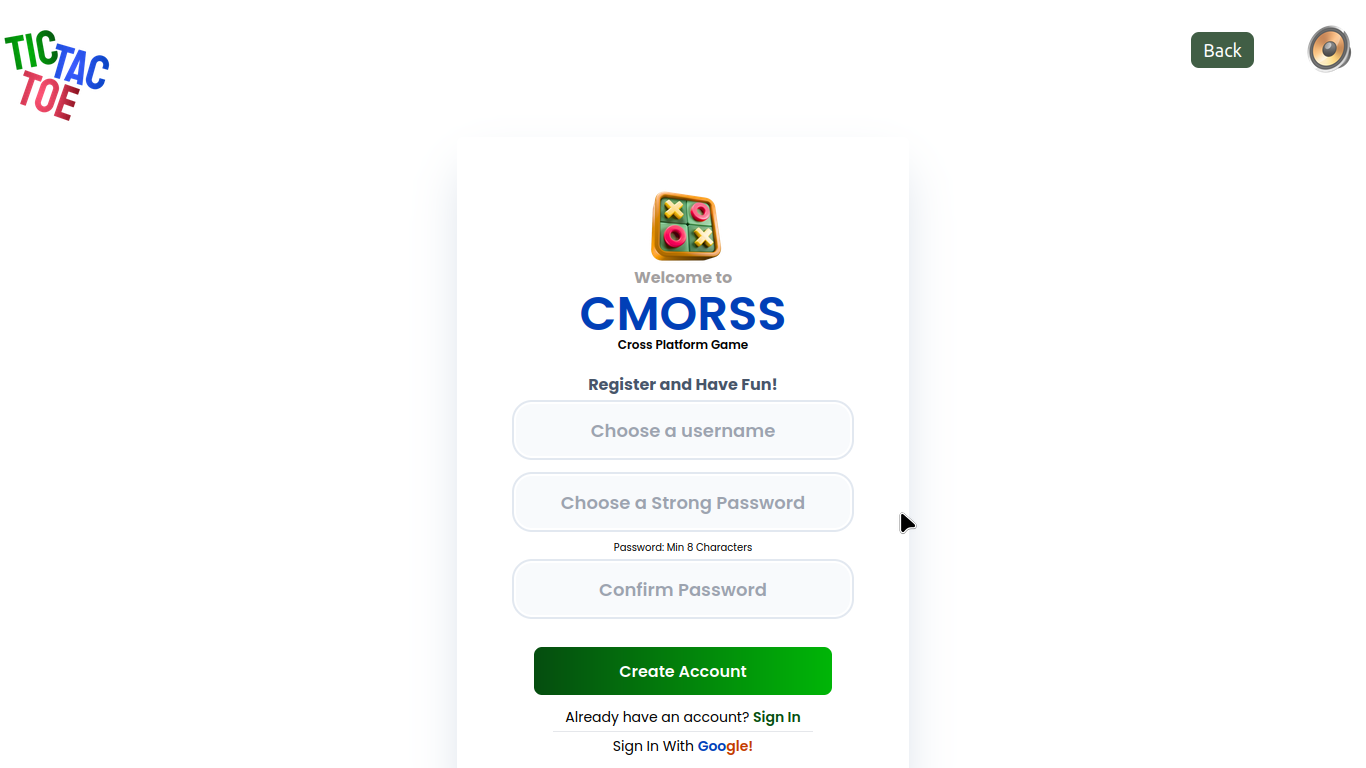 TIC
TAC
TOE
Back
Welcome to
CMORSS
Cross Platform Game
Register and Have Fun!
Choose a username
Choose a Strong Password
Password: Min 8 Characters
Confirm Password
Create Account
Already have an account? Sign In
Sign In With Google!